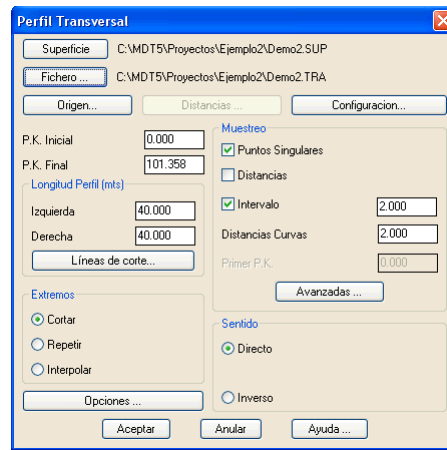 Perfil Transversal
Superficie C:\MDT5\Proyectos\Ejemplo2\Demo2.SUP
Fichero ... C:\MDT5\Proyectos\Ejemplo2\Demo2.TRA
Origen... Distancias ... Configuracion...
P.K. Inicial 0.000
P.K. Final 101.358
Longitud Perfil (mts)
Izquierda 40.000
Derecha 40.000
Líneas de corte...
Muestreo
Puntos Singulares
Distancias
Intervalo 2.000
Distancias Curvas 2.000
Primer P.K. 0.000
Avanzadas ...
Extremos
Cortar
Repetir
Interpolar
Sentido
Directo
Inverso
Opciones ...
Aceptar Anular Ayuda ...